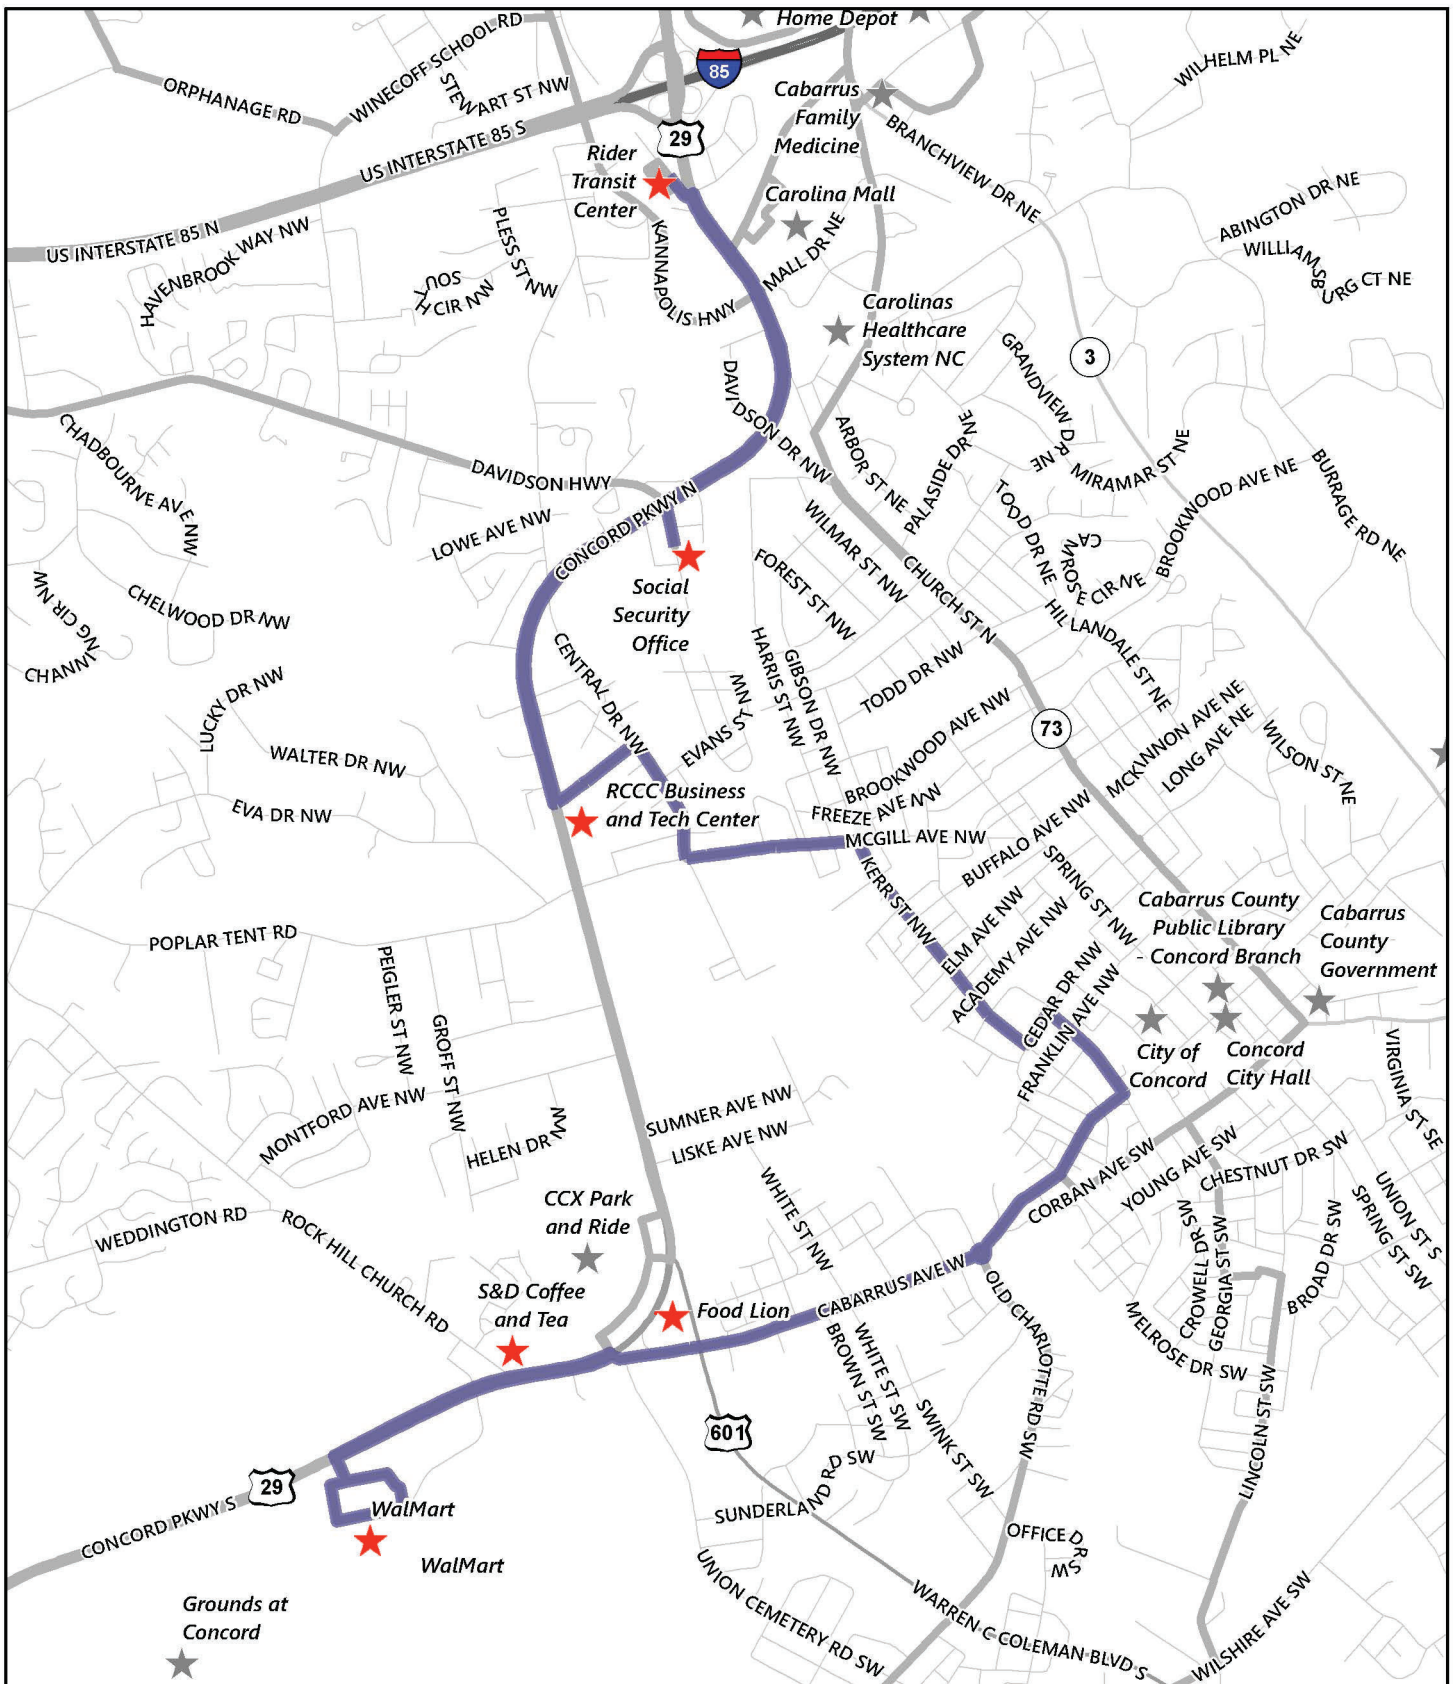 Home Depot
WINECOFF SCHOOL RD
WILHELM PL NE
ORPHANAGE RD
STEWART ST NW
85
Cabarrus
Family
Medicine
US INTERSTATE 85 S
29
BRANCHVIEW DR NE
Rider
Transit
Center
Carolina Mall
ABINGTON DR NE
US INTERSTATE 85 N
HAVENBROOK WAY NW
PLESS ST NW
KANNAPOLIS HWY
MALL DR NE
WILLIAMSBURG CT NE
SOUTH CIR NW
Carolinas
Healthcare
System NC
3
GRANDVIEW DR NE
DAVIDSON DR NW
CHADBOURNE AVE NW
DAVIDSON HWY
ARBOR ST NE
PALASIDE DR NE
MIRAMAR ST NE
BURRAGE RD NE
LOWE AVE NW
CONCORD PKWY N
WILMAR ST NW
TODD DR NE
BROOKWOOD AVE NE
CAMROSE CIR NE
CHANNING CIR NW
CHELWOOD DR NW
Social
Security
Office
FOREST ST NW
CHURCH ST N
HILLANDALE ST NE
CENTRAL DR NW
HARRIS ST NW
GIBSON DR NW
TODD DR NW
LUCKY DR NW
EVANS ST NW
BROOKWOOD AVE NW
73
MCKINNON AVE NE
LONG AVE NE
WILSON ST NE
WALTER DR NW
EVA DR NW
RCCC Business
and Tech Center
FREEZE AVE NW
MCGILL AVE NW
BUFFALO AVE NW
KERR ST NW
SPRING ST NW
ELM AVE NW
ACADEMY AVE NW
Cabarrus County
Public Library
- Concord Branch
Cabarrus
County
Government
POPLAR TENT RD
PEIGLER ST NW
GROFF ST NW
CEDAR DR NW
FRANKLIN AVE NW
City of
Concord
Concord
City Hall
VIRGINIA ST SE
MONTFORD AVE NW
HELEN DR NW
SUMNER AVE NW
LISKE AVE NW
CORBAN AVE SW
YOUNG AVE SW
CHESTNUT DR SW
WHITE ST NW
CCX Park
and Ride
UNION ST S
SPRING ST SW
WEDDINGTON RD
ROCK HILL CHURCH RD
CROWELL DR SW
GEORGIA ST SW
BROAD DR SW
S&D Coffee
and Tea
Food Lion
CABARRUS AVE W
OLD CHARLOTTE RD SW
MELROSE DR SW
BROWN ST SW
WHITE ST SW
SWINK ST SW
LINCOLN ST SW
601
29
CONCORD PKWY S
SUNDERLAND RD SW
WalMart
WalMart
OFFICE DR SW
UNION CEMETERY RD SW
WARREN C COLEMAN BLVD S
WILSHIRE AVE SW
Grounds at
Concord